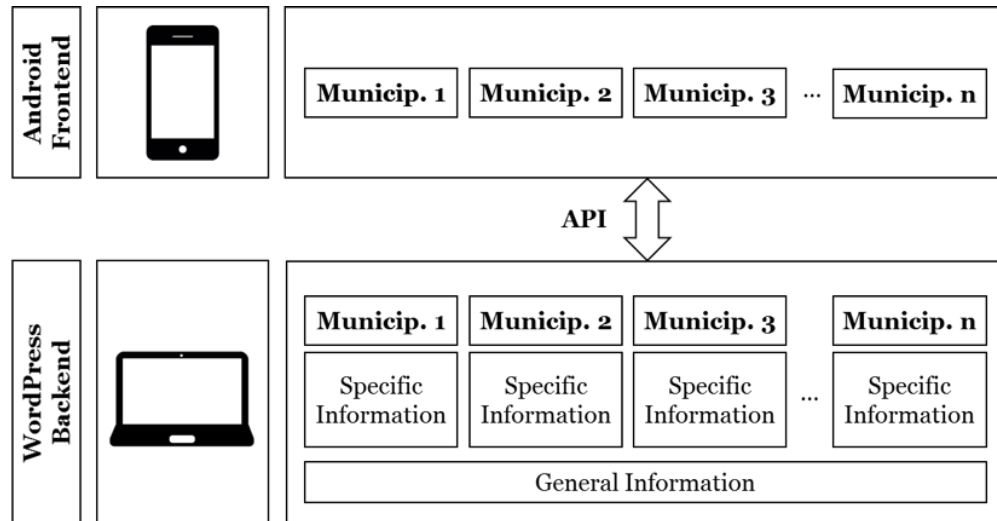 Android
Frontend
Municip. 1
Municip. 2
Municip. 3
...
Municip. n
API
WordPress
Backend
Municip. 1
Municip. 2
Municip. 3
Municip. n
Specific
Information
Specific
Information
Specific
Information
...
Specific
Information
General Information